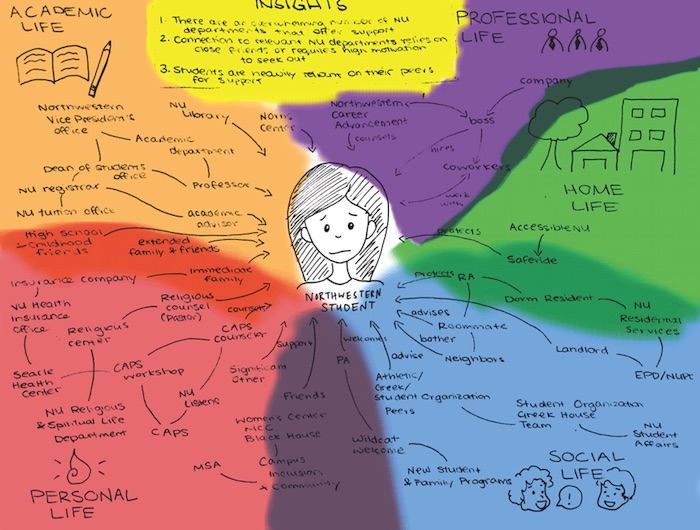 ACADEMIC
LIFE
INSIGHTS
1. There are an overwhelming number of NU
departments that offer support
2. Connection to relevant NU departments relies on
close friends or requires high motivation
to seek out
3. Students are heavily reliant on their peers
for support
PROFESSIONAL
LIFE
company
Northwestern
Vice President's
office
NU
Library
Norris
Center
Northwestern
Career
Advancement
counsels
boss
hires
coworkers
work
with
Academic
department
Dean of students
office
NU registrar
Professor
NU tuition office
academic
advisor
HOME
LIFE
High school
& childhood
friends
extended
family & friends
protects
AccessibleNU
Saferide
Insurance company
Immediate
family
NU Health
Insurance
office
Religious
counsel
(Pastor)
counsels
Religious
center
CAPS
counselor
NORTHWESTERN
STUDENT
Protects
RA
Dorm Resident
NU
Residential
Services
advises
Roommate
bother
Neighbors
Landlord
EPD/NUPD
Searle
Health
Center
CAPS
workshop
NU
Listens
CAPS
Significant
Other
Support
Friends
welcomes
PA
advise
Athletic/
Greek/
Student Organization
Peers
NU Religious
& Spiritual Life
Department
Women's Center
MCC
Black House
MSA
Campus
Inclusion
& Community
Wildcat
Welcome
New Student
& Family Programs
Student Organization
Greek House
Team
NU
Student
Affairs
PERSONAL
LIFE
SOCIAL
LIFE